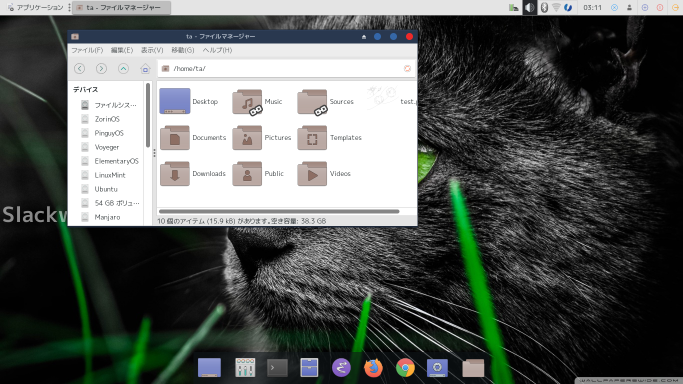 アプリケーション
ta - ファイルマネージャー
03:11
ta - ファイルマネージャー
ファイル(F) 編集(E) 表示(V) 移動(G) ヘルプ(H)
/home/ta/
デバイス
ファイルシス…
ZorinOS
PinguyOS
Voyeger
ElementaryOS
LinuxMint
Ubuntu
54 GB ボリュ…
Manjaro
Desktop Music Sources
Documents Pictures Templates
Downloads Public Videos
10 個のアイテム (15.9 kB) があります。空き容量: 38.3 GB
Slackw